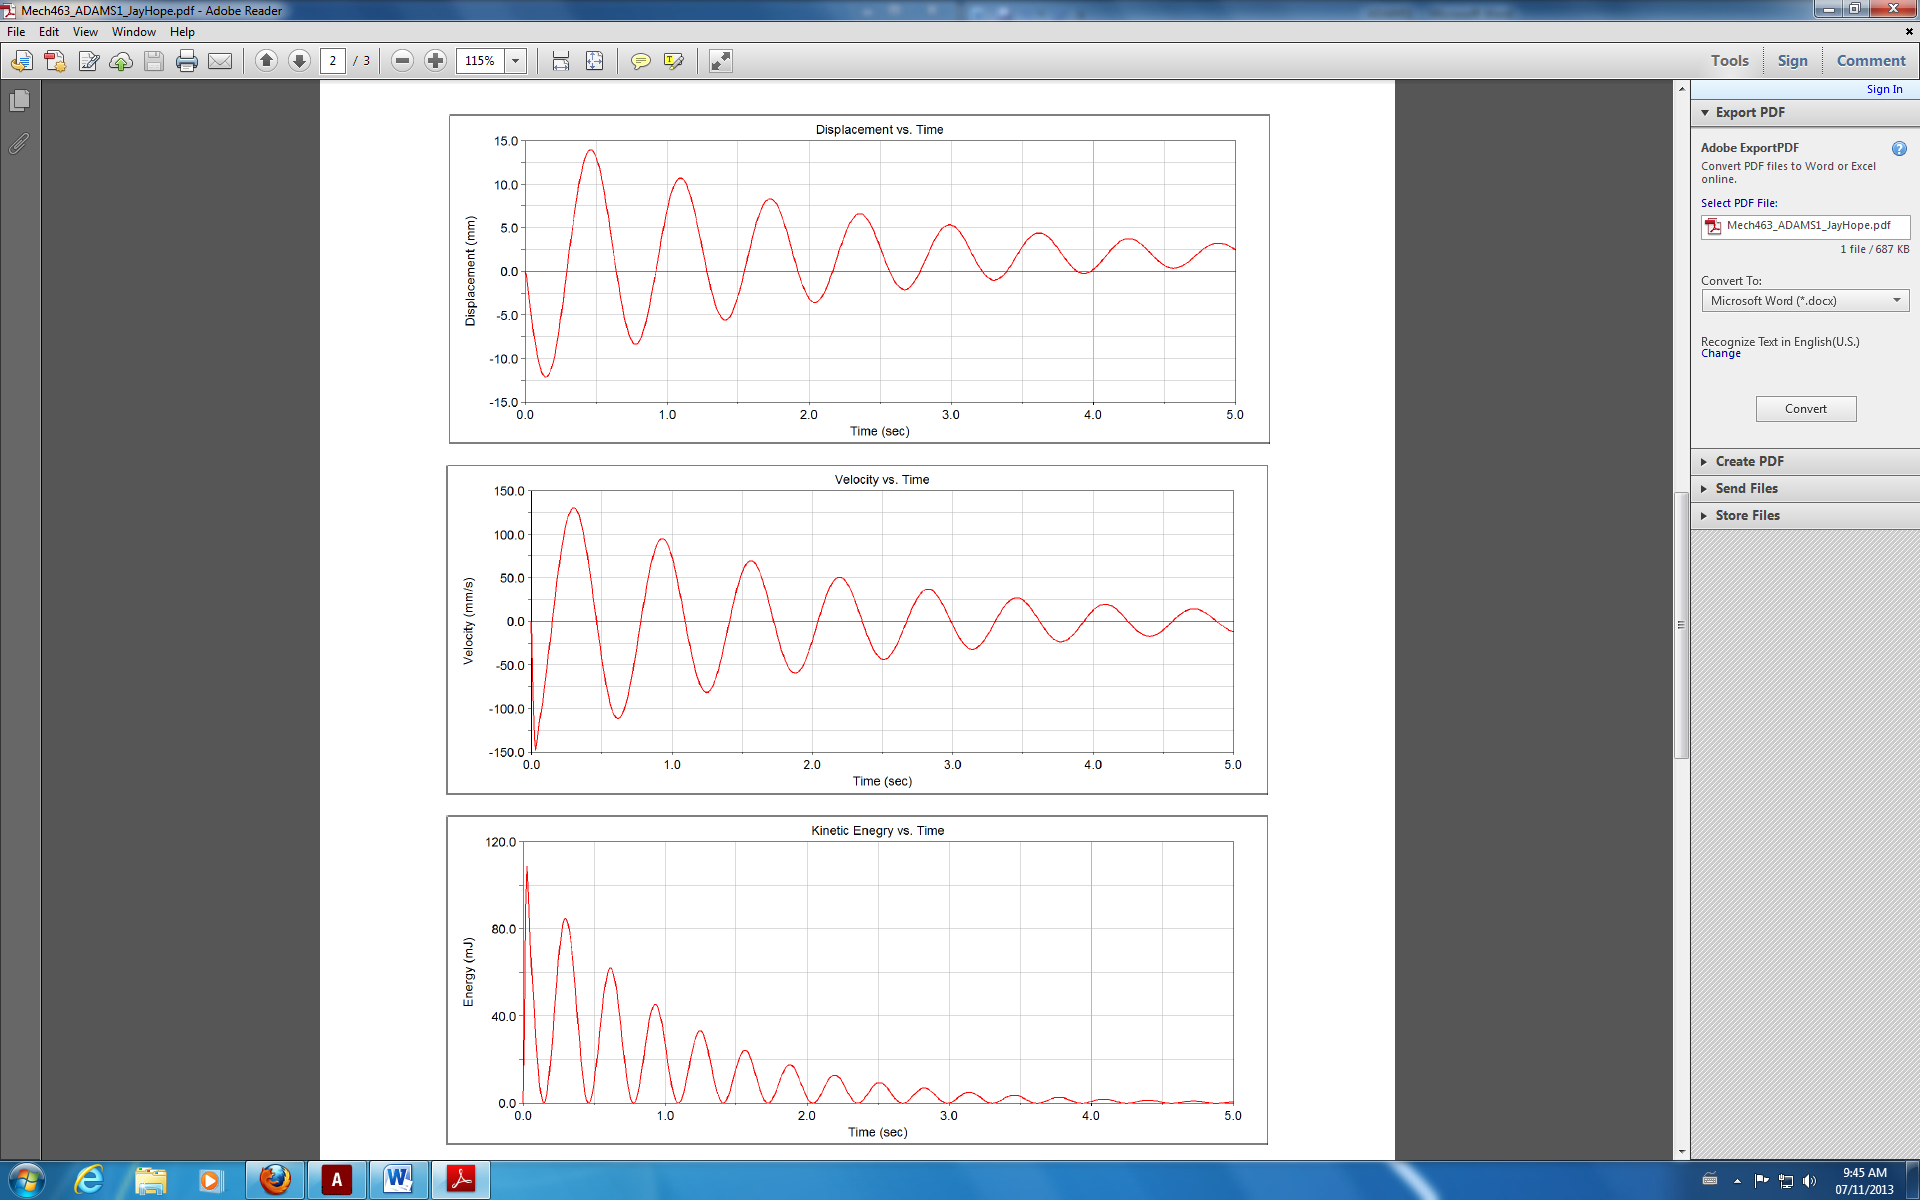 Mech463_ADAMS1_JayHope.pdf - Adobe Reader
File Edit View Window Help
2 / 3 115% Tools Sign Comment
Sign In
Export PDF
Adobe ExportPDF
Convert PDF files to Word or Excel
online.
Select PDF File:
Mech463_ADAMS1_JayHope.pdf
1 file / 687 KB
Convert To:
Microsoft Word (*.docx)
Recognize Text in English(U.S.)
Change
Convert
Create PDF
Send Files
Store Files
Displacement vs. Time
15.0
10.0
5.0
0.0
-5.0
-10.0
-15.0
Displacement (mm)
0.0 1.0 2.0 3.0 4.0 5.0
Time (sec)
Velocity vs. Time
150.0
100.0
50.0
0.0
-50.0
-100.0
-150.0
Velocity (mm/s)
0.0 1.0 2.0 3.0 4.0 5.0
Time (sec)
Kinetic Enegry vs. Time
120.0
80.0
40.0
0.0
Energy (mJ)
0.0 1.0 2.0 3.0 4.0 5.0
Time (sec)
9:45 AM
07/11/2013